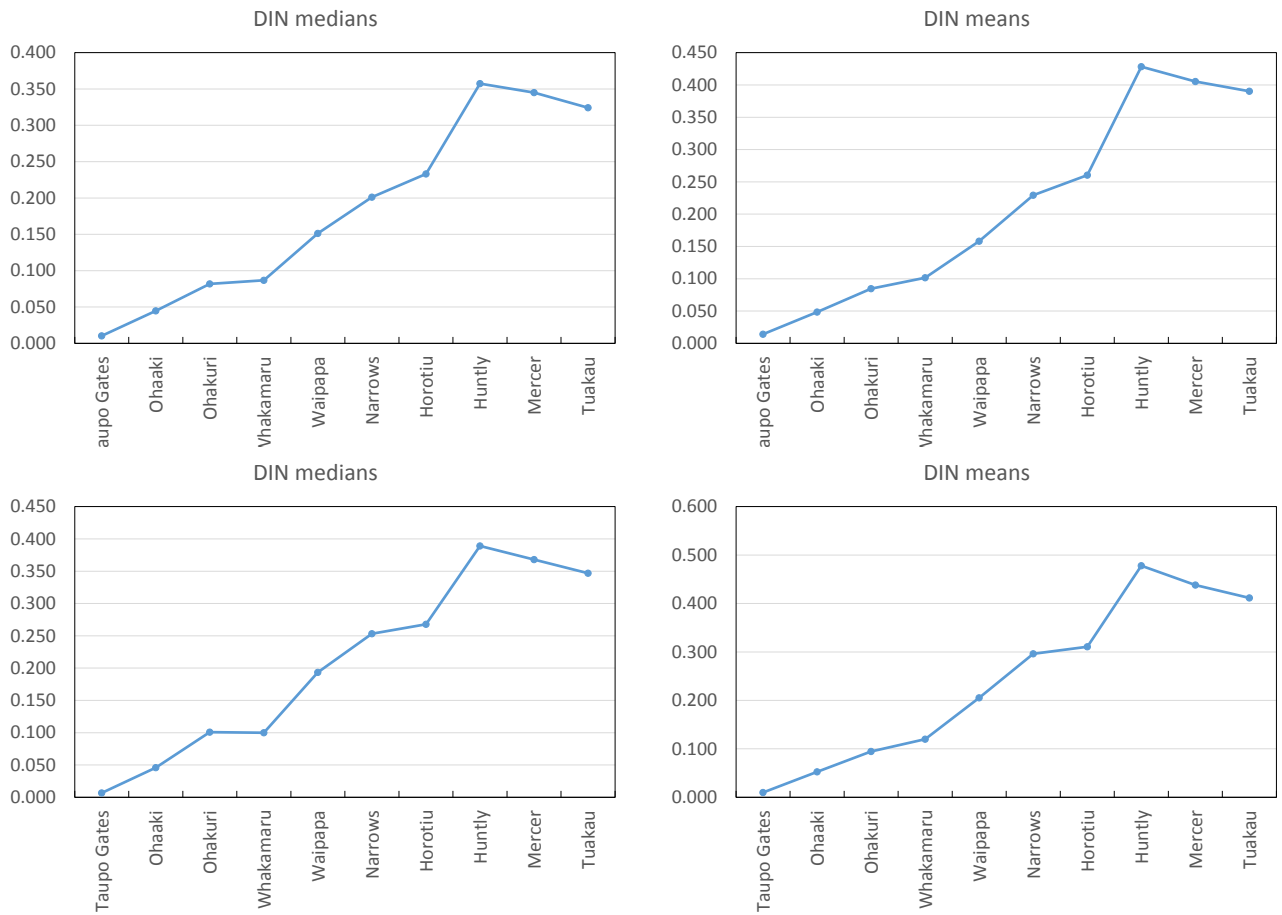 DIN medians
0.400
0.350
0.300
0.250
0.200
0.150
0.100
0.050
0.000
aupo Gates
Ohaaki
Ohakuri
Vhakamaru
Waipapa
Narrows
Horotiu
Huntly
Mercer
Tuakau
DIN means
0.450
0.400
0.350
0.300
0.250
0.200
0.150
0.100
0.050
0.000
aupo Gates
Ohaaki
Ohakuri
Vhakamaru
Waipapa
Narrows
Horotiu
Huntly
Mercer
Tuakau
DIN medians
0.450
0.400
0.350
0.300
0.250
0.200
0.150
0.100
0.050
0.000
Taupo Gates
Ohaaki
Ohakuri
Whakamaru
Waipapa
Narrows
Horotiu
Huntly
Mercer
Tuakau
DIN means
0.600
0.500
0.400
0.300
0.200
0.100
0.000
Taupo Gates
Ohaaki
Ohakuri
Whakamaru
Waipapa
Narrows
Horotiu
Huntly
Mercer
Tuakau